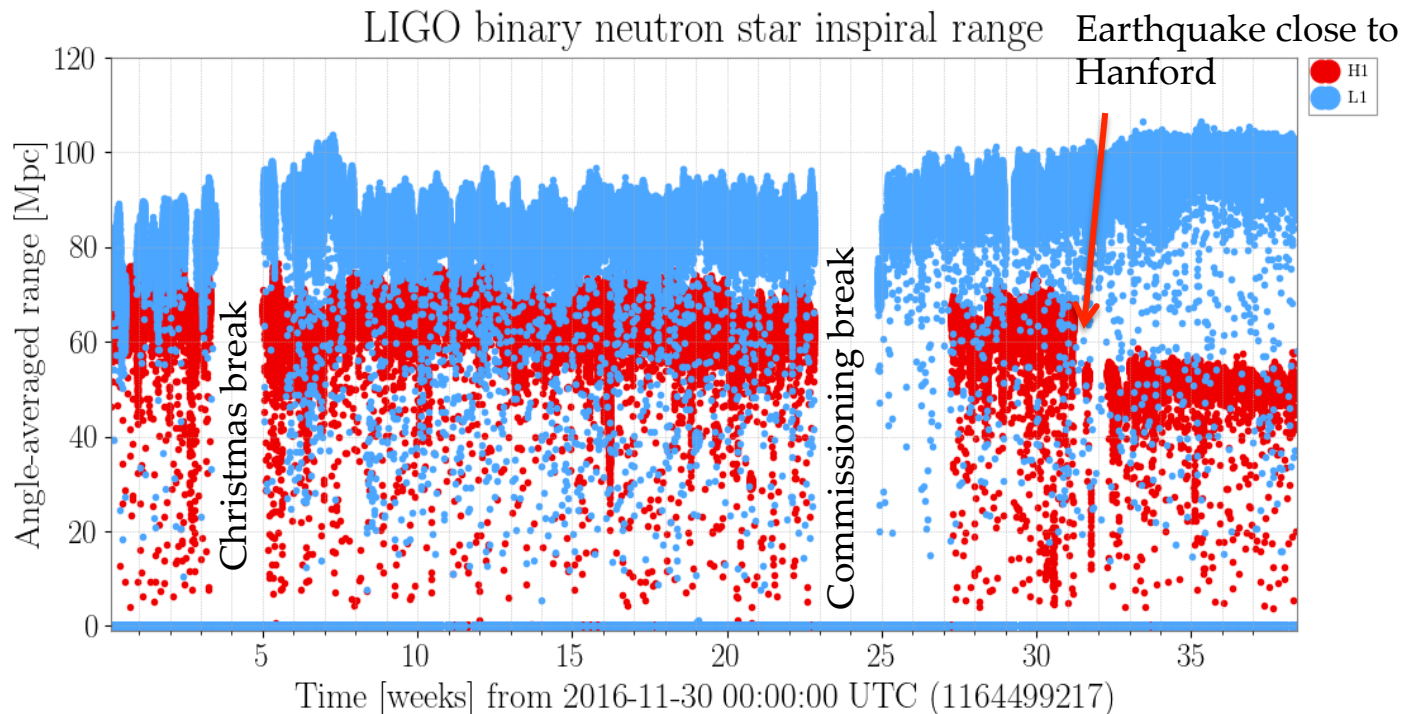 LIGO binary neutron star inspiral range
Earthquake close to
Hanford
H1
L1
Angle-averaged range [Mpc]
120
100
80
60
40
20
0
Christmas break
Commissioning break
5
10
15
20
25
30
35
Time [weeks] from 2016-11-30 00:00:00 UTC (1164499217)